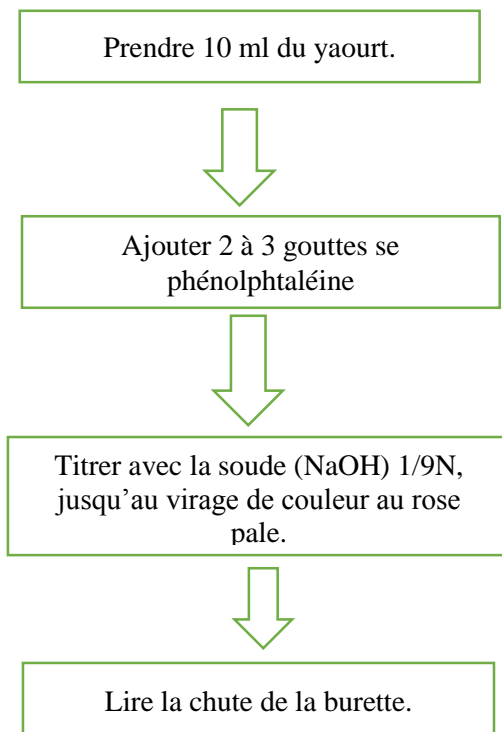 Prendre 10 ml du yaourt.
Ajouter 2 à 3 gouttes se
phénolphtaléine
Titrer avec la soude (NaOH) 1/9N,
jusqu’au virage de couleur au rose
pale.
Lire la chute de la burette.